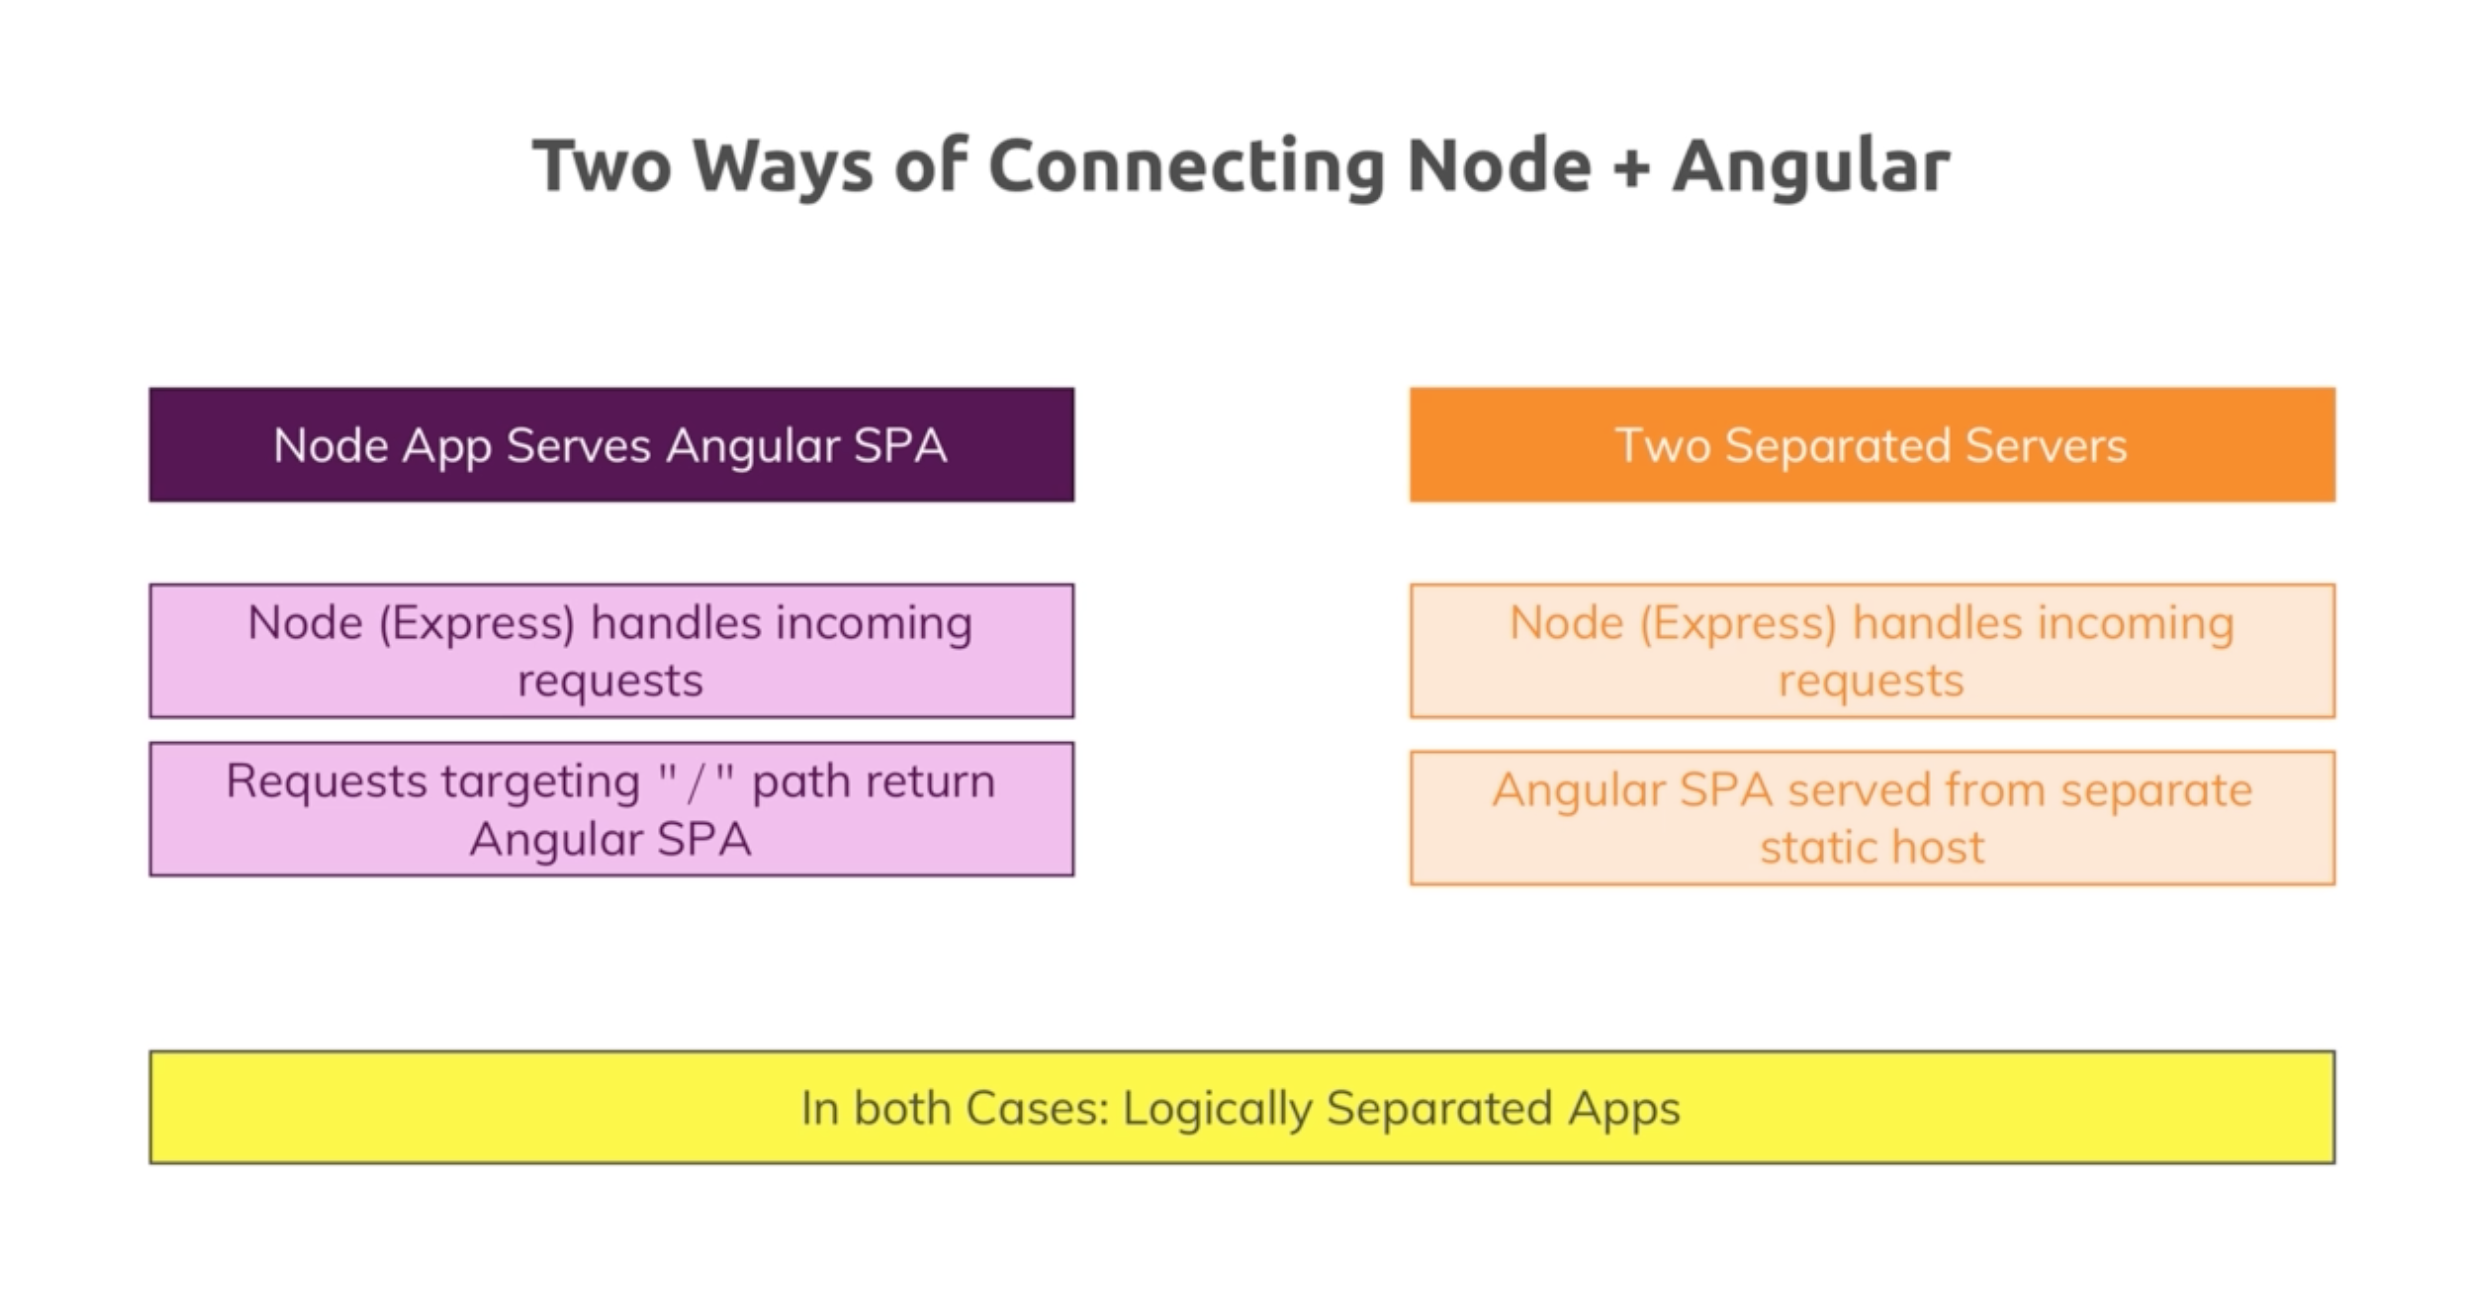 Two Ways of Connecting Node + Angular
Node App Serves Angular SPA
Node (Express) handles incoming
requests
Requests targeting "/" path return
Angular SPA
Two Separated Servers
Node (Express) handles incoming
requests
Angular SPA served from separate
static host
In both Cases: Logically Separated Apps